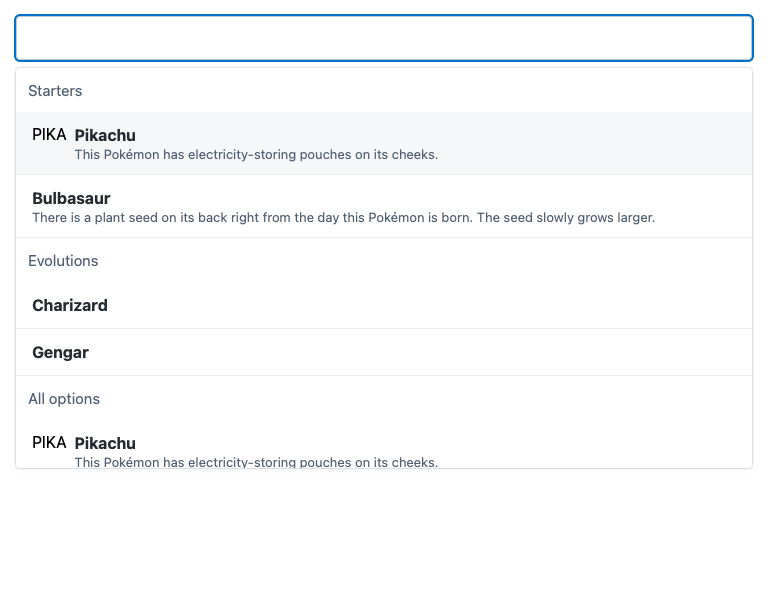 Starters
PIKA Pikachu
This Pokémon has electricity-storing pouches on its cheeks.
Bulbasaur
There is a plant seed on its back right from the day this Pokémon is born. The seed slowly grows larger.
Evolutions
Charizard
Gengar
All options
PIKA Pikachu
This Pokémon has electricity-storing pouches on its cheeks.